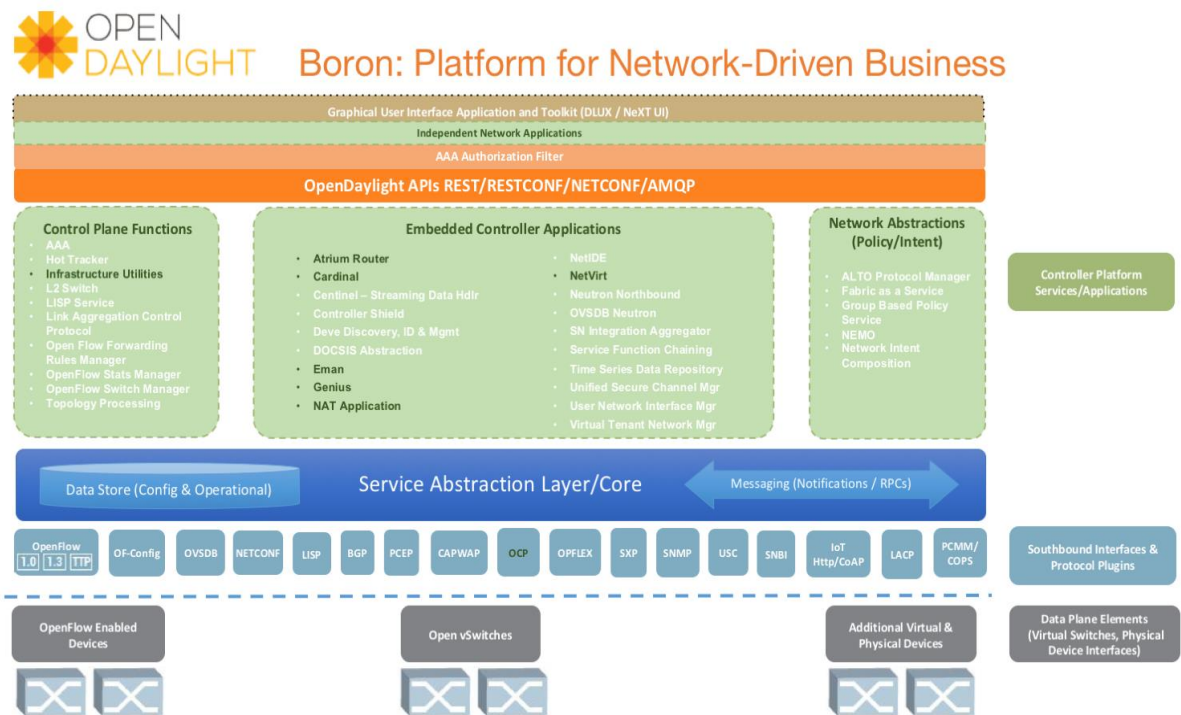 OPEN
DAYLIGHT
Boron: Platform for Network-Driven Business
Graphical User Interface Application and Toolkit (DLUX / NeXT UI)
Independent Network Applications
AAA Authorization Filter
OpenDaylight APIs REST/RESTCONF/NETCONF/AMQP
Control Plane Functions
• AAA
• Hot Tracker
• Infrastructure Utilities
• L2 Switch
• LISP Service
• Link Aggregation Control
Protocol
• Open Flow Forwarding
Rules Manager
• OpenFlow Stats Manager
• OpenFlow Switch Manager
• Topology Processing
Embedded Controller Applications
• Atrium Router
• Cardinal
• Centinel – Streaming Data Hdlr
• Controller Shield
• Deve Discovery, ID & Mgmt
• DOCSIS Abstraction
• Eman
• Genius
• NAT Application
• NetIDE
• NetVirt
• Neutron Northbound
• OVSDB Neutron
• SN Integration Aggregator
• Service Function Chaining
• Time Series Data Repository
• Unified Secure Channel Mgr
• User Network Interface Mgr
• Virtual Tenant Network Mgr
Network Abstractions
(Policy/Intent)
• ALTO Protocol Manager
• Fabric as a Service
• Group Based Policy
Service
• NEMO
• Network Intent
Composition
Controller Platform
Services/Applications
Data Store (Config & Operational)
Service Abstraction Layer/Core
Messaging (Notifications / RPCs)
OpenFlow
1.0 1.3 TTP
OF-Config
OVSDB
NETCONF
LISP
BGP
PCEP
CAPWAP
OCP
OPFLEX
SXP
SNMP
USC
SNBI
IoT
Http/CoAP
LACP
PCMM/
COPS
Southbound Interfaces &
Protocol Plugins
OpenFlow Enabled
Devices
Open vSwitches
Additional Virtual &
Physical Devices
Data Plane Elements
(Virtual Switches, Physical
Device Interfaces)